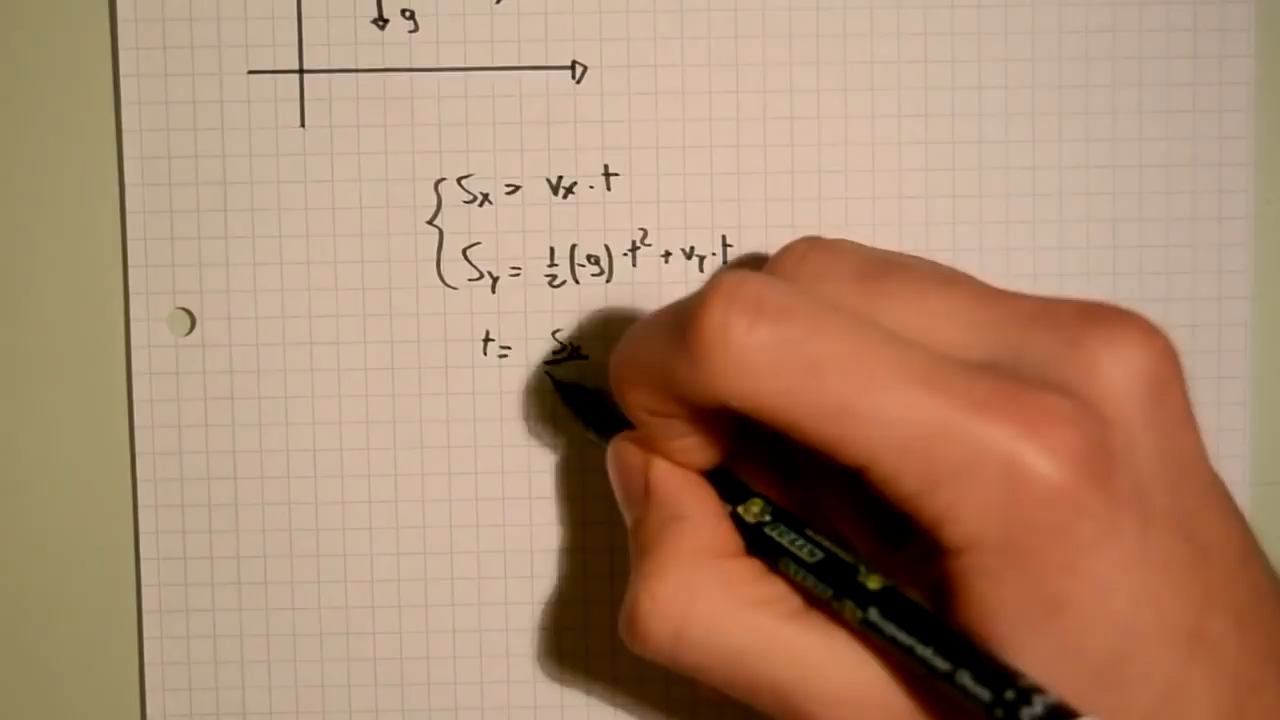 g
Sx = vx · t
Sy = 1/2 (-g) · t² + vy · t
t = Sx